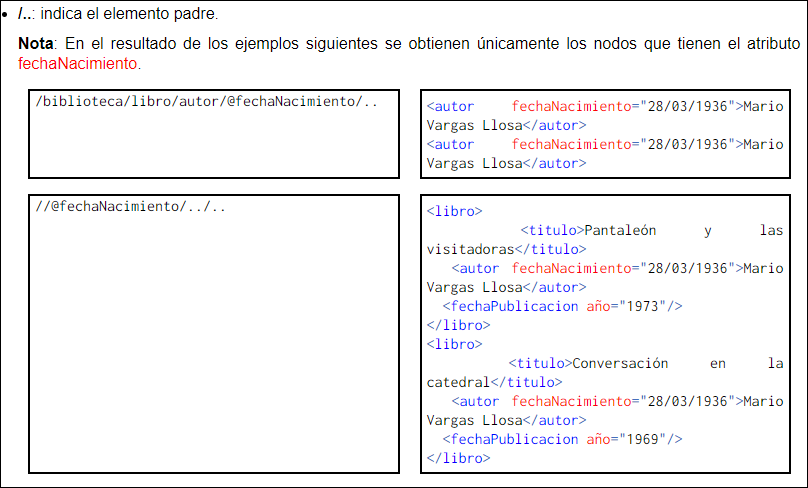 • /..: indica el elemento padre.
Nota: En el resultado de los ejemplos siguientes se obtienen únicamente los nodos que tienen el atributo
fechaNacimiento.
/biblioteca/libro/autor/@fechaNacimiento/..
<autor fechaNacimiento="28/03/1936">Mario
Vargas Llosa</autor>
<autor fechaNacimiento="28/03/1936">Mario
Vargas Llosa</autor>
//@fechaNacimiento/../..
<libro>
<titulo>Pantaleón y las
visitadoras</titulo>
<autor fechaNacimiento="28/03/1936">Mario
Vargas Llosa</autor>
<fechaPublicacion año="1973"/>
</libro>
<libro>
<titulo>Conversación en la
catedral</titulo>
<autor fechaNacimiento="28/03/1936">Mario
Vargas Llosa</autor>
<fechaPublicacion año="1969"/>
</libro>